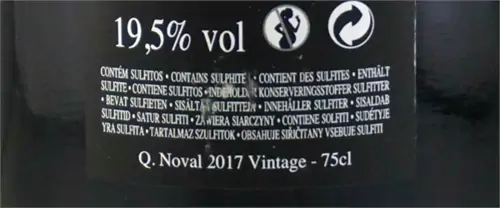 19,5% vol
CONTÉM SULFITOS • CONTAINS SULPHITE • CONTIENT DES SULFITES • ENTHÄLT
SULFITE • CONTIENE SULFITOS • INDEHOLDER KONSERVERINGSSTOFFER SULFITTER
• BEVAT SULFIETEN • SISÄLTÄÄ SULFIITTEJA • INNEHÅLLER SULFITER • SISALDAB
SULFITID • SATUR SULFITI • ZAWIERA SIARCZYNY • CONTIENE SOLFITI • SUDĖTYJE
YRA SULFITA • TARTALMAZ SZULFITOK • OBSAHUJE SIŘIČITANY VSEBUJE SULFITI
Q. Noval 2017 Vintage - 75cl